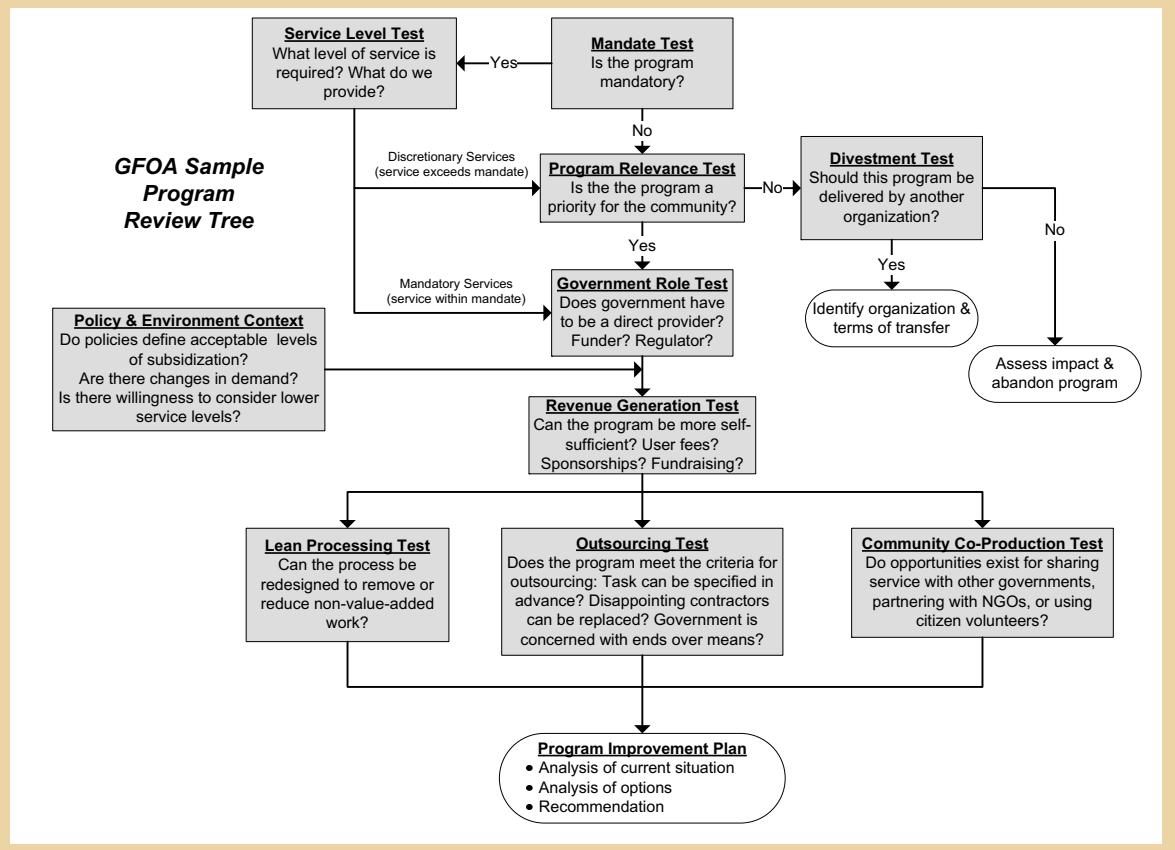 Service Level Test
What level of service is
required? What do we
provide?
Yes
Mandate Test
Is the program
mandatory?
No
GFOA Sample
Program
Review Tree
Discretionary Services
(service exceeds mandate)
Program Relevance Test
Is the the program a
priority for the community?
No
Divestment Test
Should this program be
delivered by another
organization?
No
Yes
Yes
Identify organization &
terms of transfer
Assess impact &
abandon program
Mandatory Services
(service within mandate)
Government Role Test
Does government have
to be a direct provider?
Funder? Regulator?
Policy & Environment Context
Do policies define acceptable levels
of subsidization?
Are there changes in demand?
Is there willingness to consider lower
service levels?
Revenue Generation Test
Can the program be more self-
sufficient? User fees?
Sponsorships? Fundraising?
Lean Processing Test
Can the process be
redesigned to remove or
reduce non-value-added
work?
Outsourcing Test
Does the program meet the criteria for
outsourcing: Task can be specified in
advance? Disappointing contractors
can be replaced? Government is
concerned with ends over means?
Community Co-Production Test
Do opportunities exist for sharing
service with other governments,
partnering with NGOs, or using
citizen volunteers?
Program Improvement Plan
• Analysis of current situation
• Analysis of options
• Recommendation